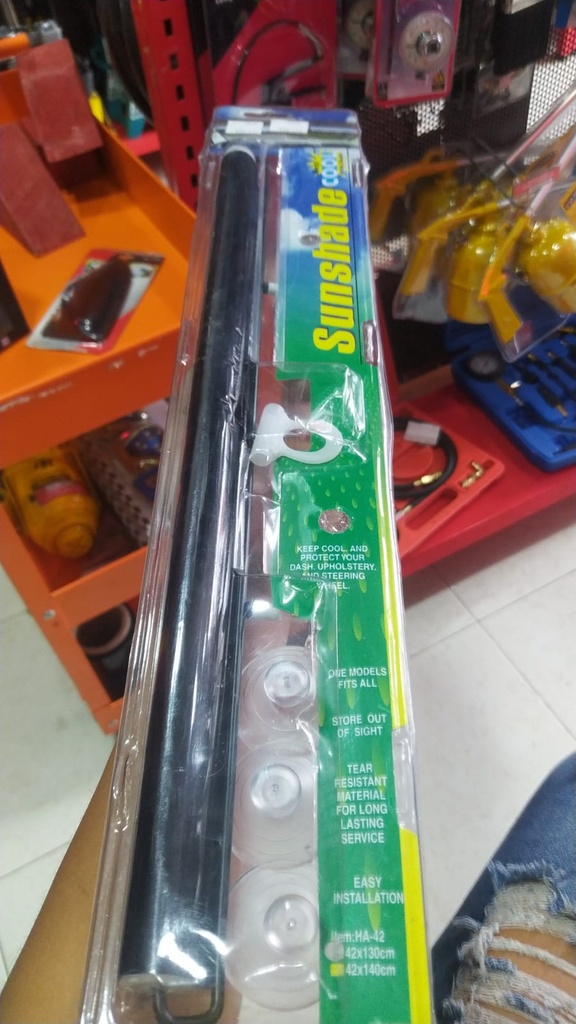 Sunshade
COOL
KEEP COOL, AND
PROTECT YOUR
DASH, UPHOLSTERY,
AND STEERING
WHEEL.
ONE MODELS
FITS ALL
STORE OUT
OF SIGHT
TEAR
RESISTANT
MATERIAL
FOR LONG
LASTING
SERVICE
EASY
INSTALLATION
Item:HA-42
42x130cm
42x140cm